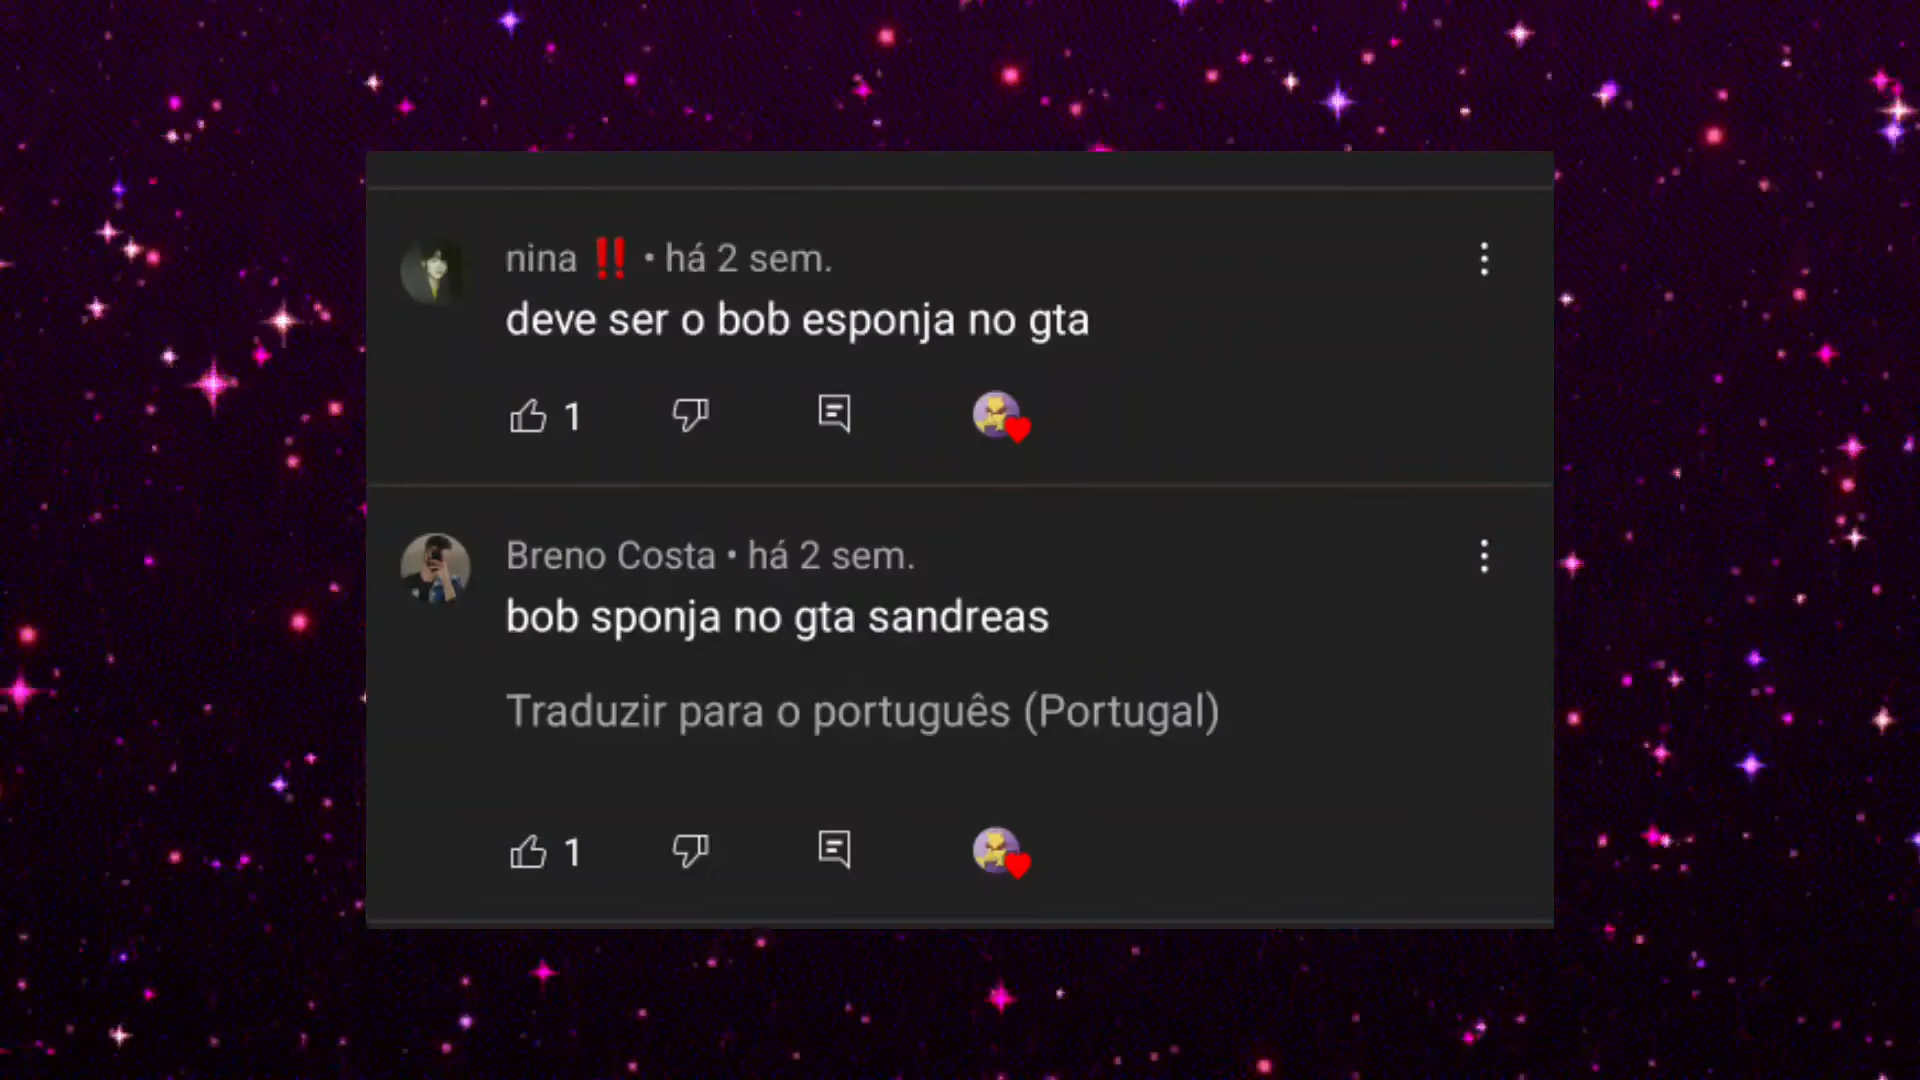 nina ‼️ • há 2 sem.
deve ser o bob esponja no gta
1
Breno Costa • há 2 sem.
bob sponja no gta sandreas
Traduzir para o português (Portugal)
1